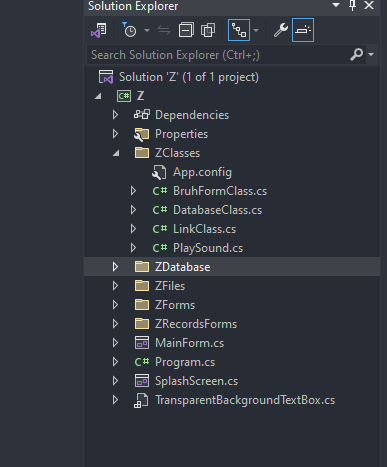 Solution Explorer
Search Solution Explorer (Ctrl+;)
Solution 'Z' (1 of 1 project)
C# Z
Dependencies
Properties
ZClasses
App.config
C# BruhFormClass.cs
C# DatabaseClass.cs
C# LinkClass.cs
C# PlaySound.cs
ZDatabase
ZFiles
ZForms
ZRecordsForms
MainForm.cs
C# Program.cs
SplashScreen.cs
TransparentBackgroundTextBox.cs